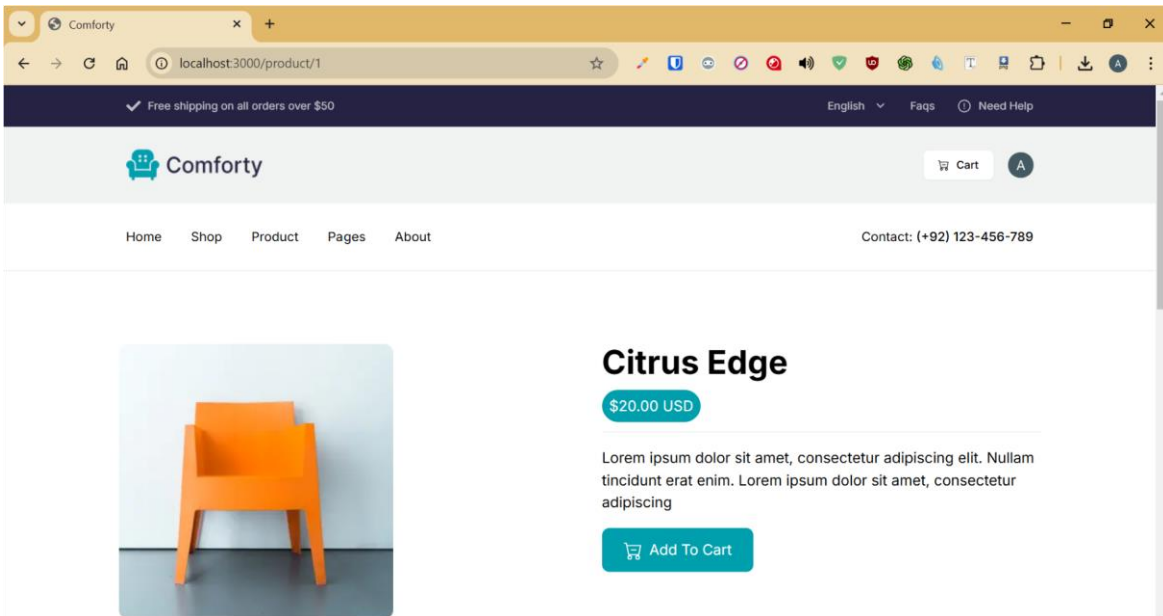 Comforty
localhost:3000/product/1
A
Free shipping on all orders over $50
English
Faqs
Need Help
Comforty
Cart
A
Home Shop Product Pages About
Contact: (+92) 123-456-789
Citrus Edge
$20.00 USD
Lorem ipsum dolor sit amet, consectetur adipiscing elit. Nullam
tincidunt erat enim. Lorem ipsum dolor sit amet, consectetur
adipiscing
Add To Cart